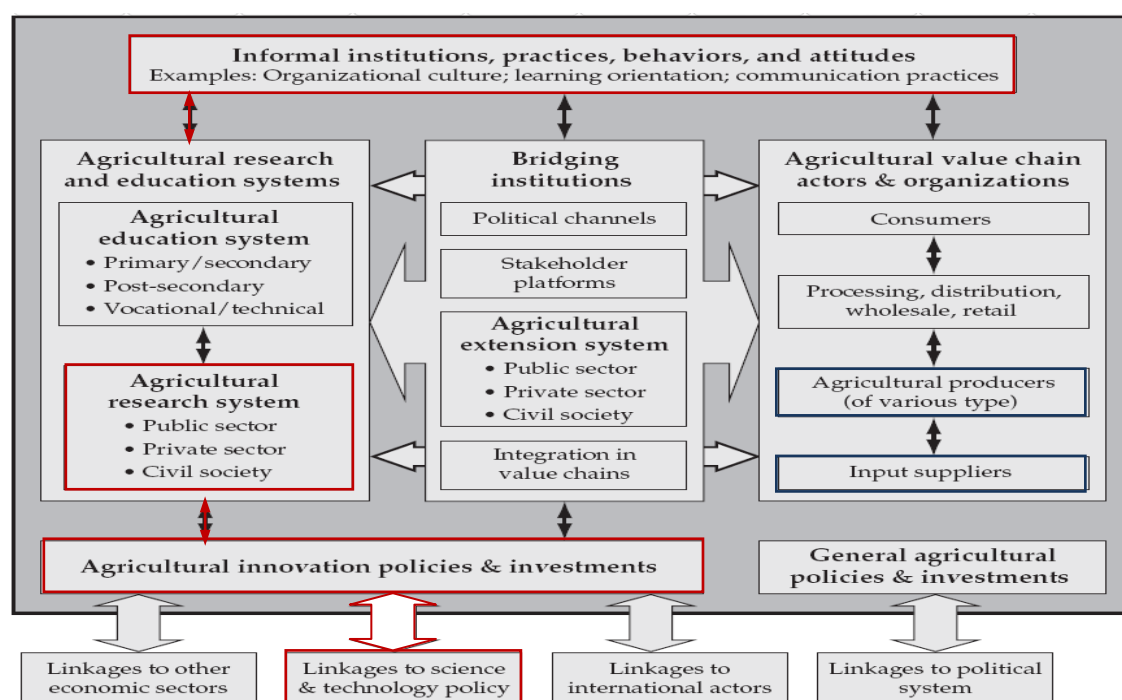 Informal institutions, practices, behaviors, and attitudes
Examples: Organizational culture; learning orientation; communication practices
Agricultural research
and education systems
Agricultural
education system
• Primary/secondary
• Post-secondary
• Vocational/technical
Agricultural
research system
• Public sector
• Private sector
• Civil society
Bridging
institutions
Political channels
Stakeholder
platforms
Agricultural
extension system
• Public sector
• Private sector
• Civil society
Integration in
value chains
Agricultural value chain
actors & organizations
Consumers
Processing, distribution,
wholesale, retail
Agricultural producers
(of various type)
Input suppliers
Agricultural innovation policies & investments
General agricultural
policies & investments
Linkages to other
economic sectors
Linkages to science
& technology policy
Linkages to
international actors
Linkages to political
system